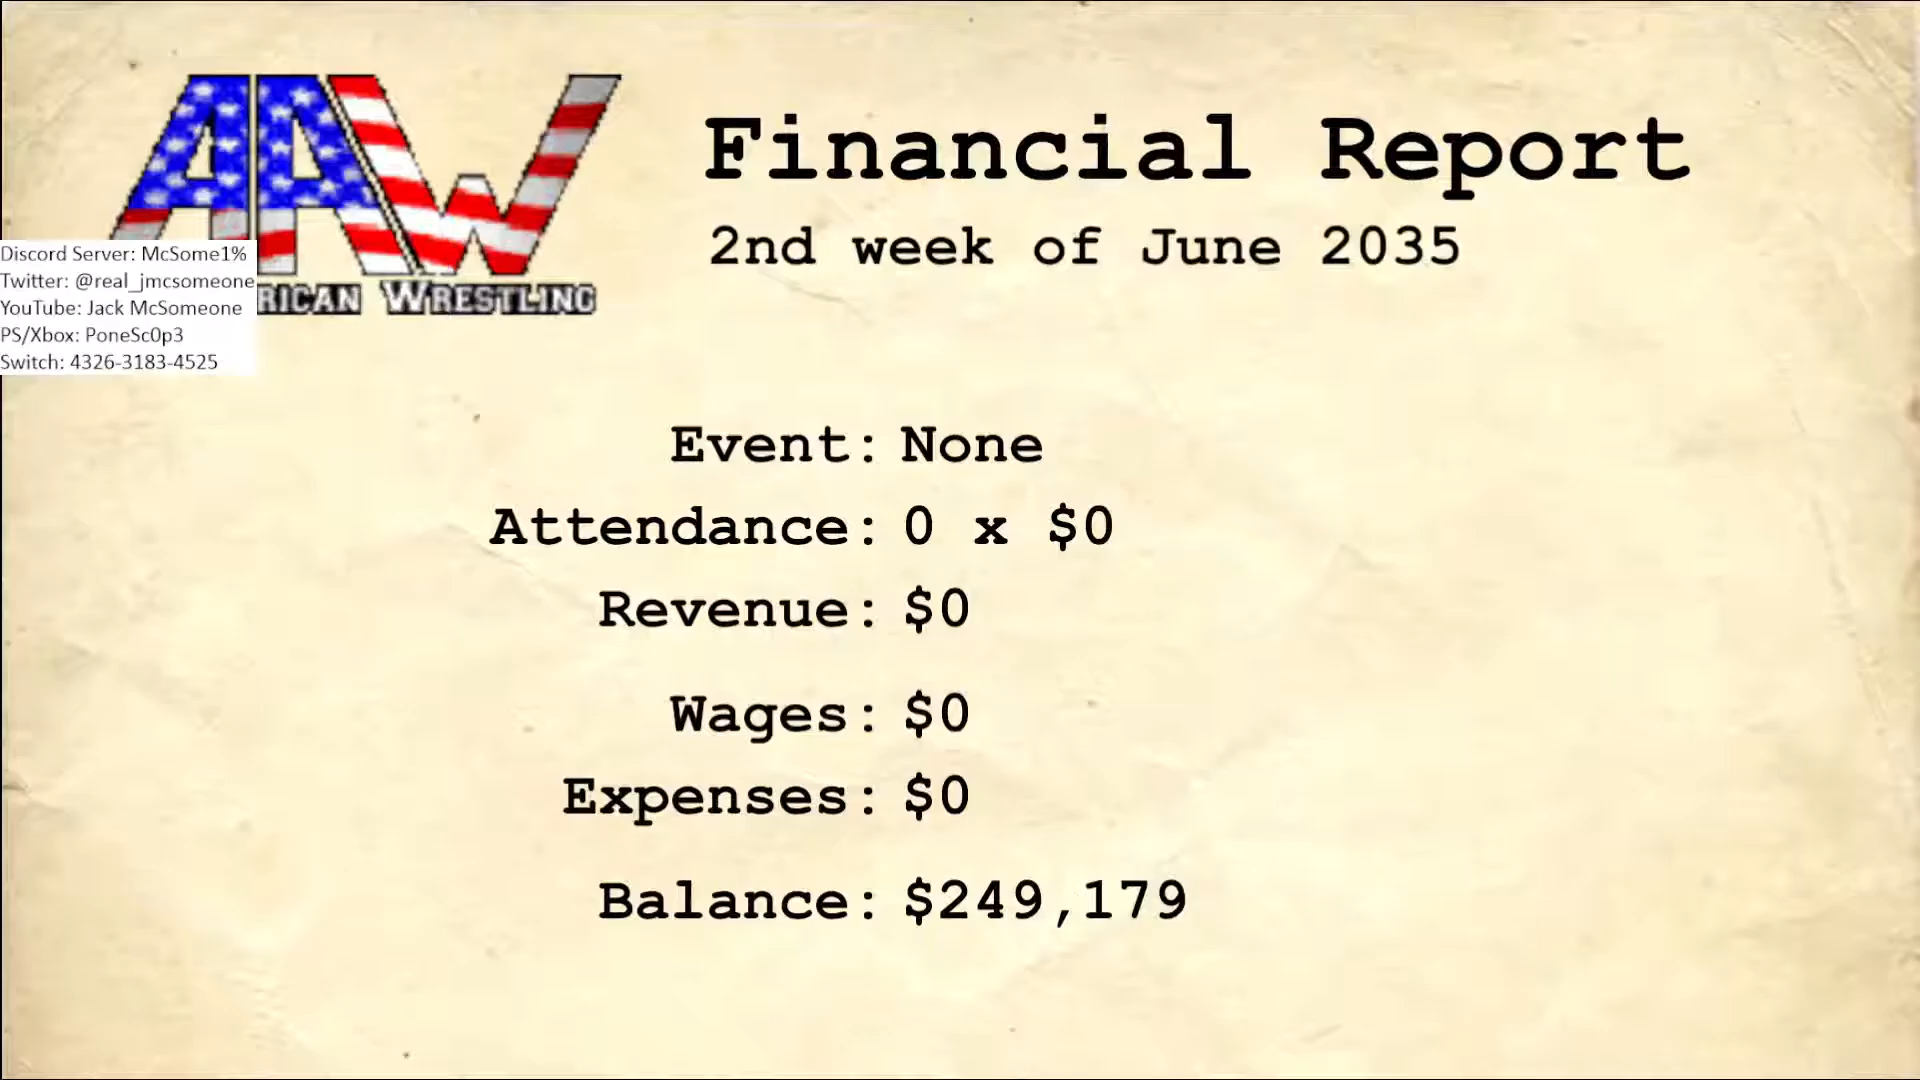 AAW
Financial Report
2nd week of June 2035
Discord Server: McSome1%
Twitter: @real_jmcsomeone
YouTube: Jack McSomeone
PS/Xbox: PoneSc0p3
Switch: 4326-3183-4525
RICAN WRESTLING
Event: None
Attendance: 0 x $0
Revenue: $0
Wages: $0
Expenses: $0
Balance: $249,179